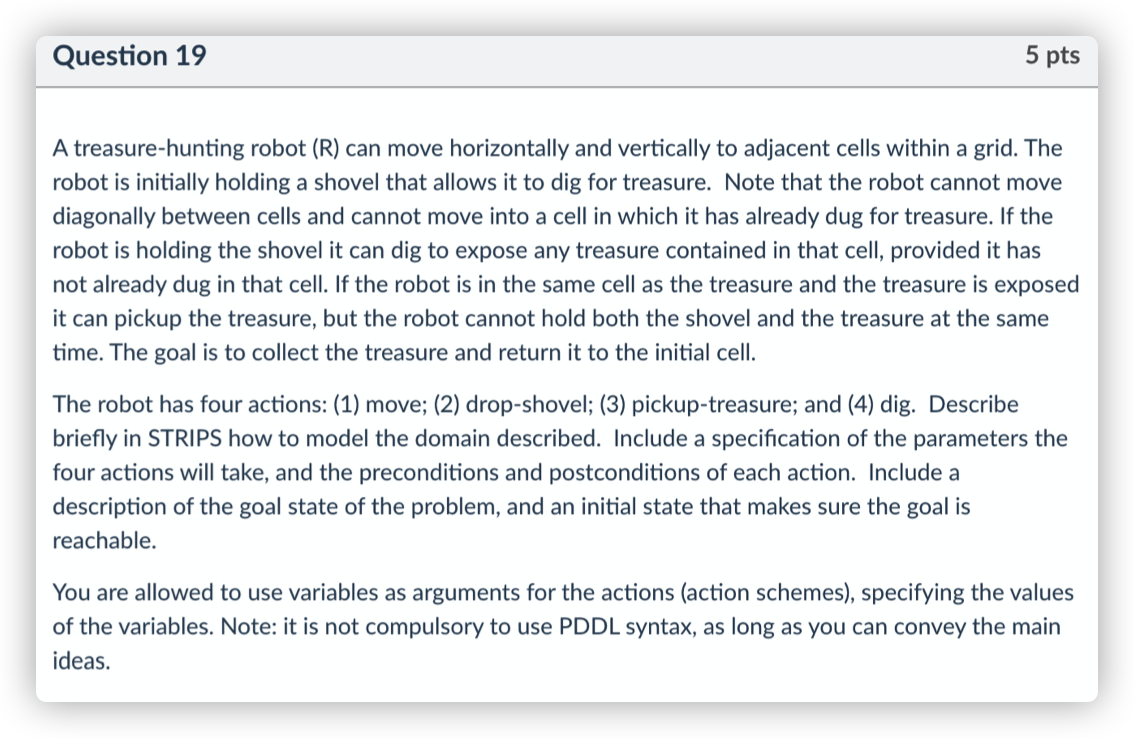 Question 19
5 pts
A treasure-hunting robot (R) can move horizontally and vertically to adjacent cells within a grid. The
robot is initially holding a shovel that allows it to dig for treasure.  Note that the robot cannot move
diagonally between cells and cannot move into a cell in which it has already dug for treasure. If the
robot is holding the shovel it can dig to expose any treasure contained in that cell, provided it has
not already dug in that cell. If the robot is in the same cell as the treasure and the treasure is exposed
it can pickup the treasure, but the robot cannot hold both the shovel and the treasure at the same
time. The goal is to collect the treasure and return it to the initial cell.
The robot has four actions: (1) move; (2) drop-shovel; (3) pickup-treasure; and (4) dig.  Describe
briefly in STRIPS how to model the domain described.  Include a specification of the parameters the
four actions will take, and the preconditions and postconditions of each action.  Include a
description of the goal state of the problem, and an initial state that makes sure the goal is
reachable.
You are allowed to use variables as arguments for the actions (action schemes), specifying the values
of the variables. Note: it is not compulsory to use PDDL syntax, as long as you can convey the main
ideas.